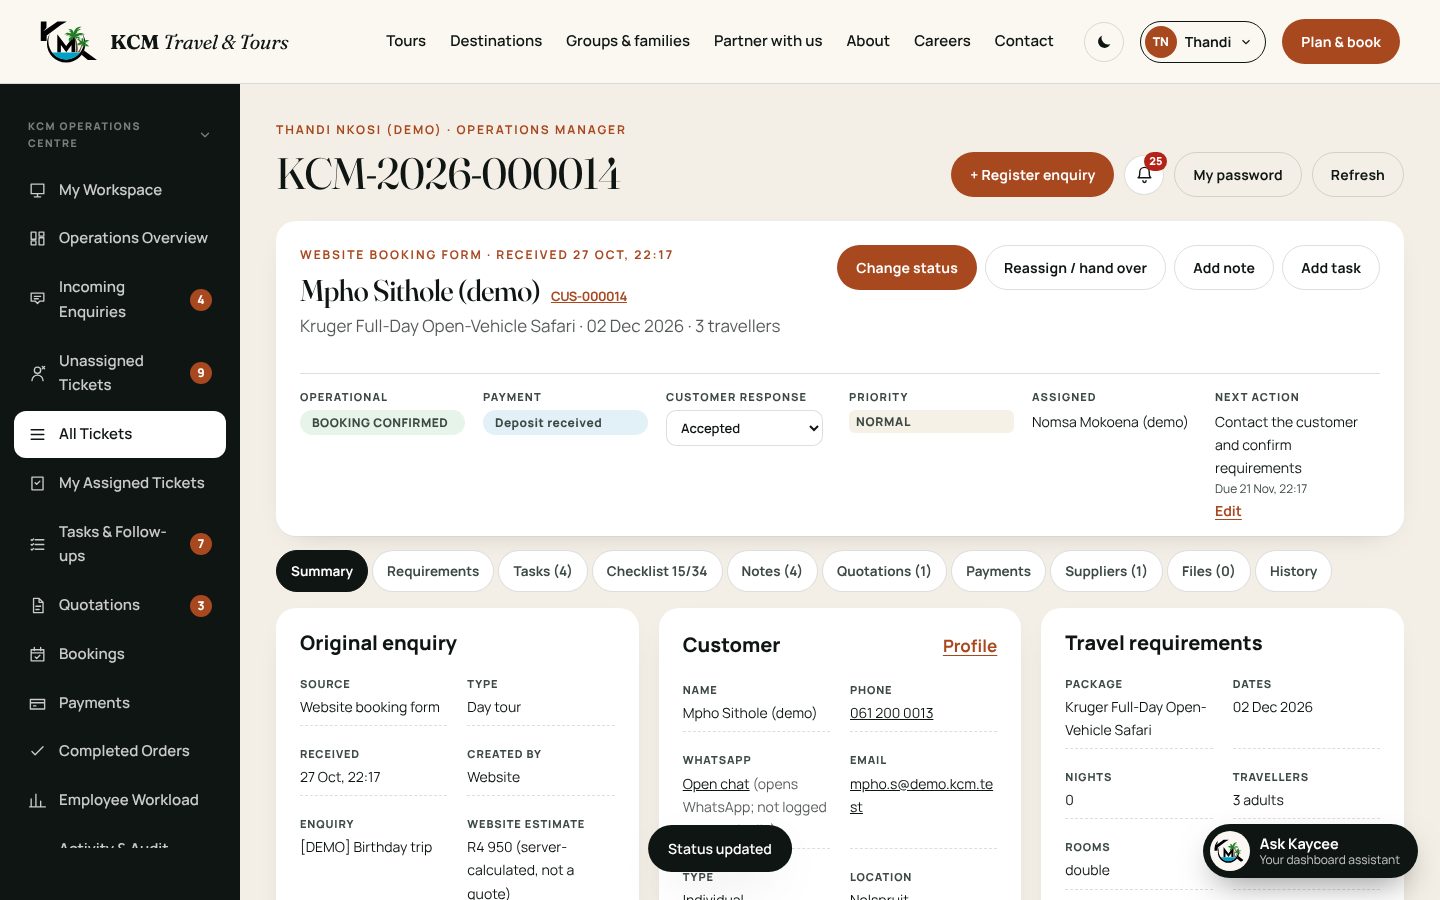 KCM Travel & Tours
Tours
Destinations
Groups & families
Partner with us
About
Careers
Contact
TN
Thandi
Plan & book
KCM OPERATIONS
CENTRE
My Workspace
Operations Overview
Incoming
Enquiries
4
Unassigned
Tickets
9
All Tickets
My Assigned Tickets
Tasks & Follow-
ups
7
Quotations
3
Bookings
Payments
Completed Orders
Employee Workload
Activity & Audit
THANDI NKOSI (DEMO) · OPERATIONS MANAGER
KCM-2026-000014
+ Register enquiry
25
My password
Refresh
WEBSITE BOOKING FORM · RECEIVED 27 OCT, 22:17
Mpho Sithole (demo) CUS-000014
Kruger Full-Day Open-Vehicle Safari · 02 Dec 2026 · 3 travellers
Change status
Reassign / hand over
Add note
Add task
OPERATIONAL
BOOKING CONFIRMED
PAYMENT
Deposit received
CUSTOMER RESPONSE
Accepted
PRIORITY
NORMAL
ASSIGNED
Nomsa Mokoena (demo)
NEXT ACTION
Contact the customer
and confirm
requirements
Due 21 Nov, 22:17
Edit
Summary
Requirements
Tasks (4)
Checklist 15/34
Notes (4)
Quotations (1)
Payments
Suppliers (1)
Files (0)
History
Original enquiry
SOURCE
Website booking form
TYPE
Day tour
RECEIVED
27 Oct, 22:17
CREATED BY
Website
ENQUIRY
[DEMO] Birthday trip
WEBSITE ESTIMATE
R4 950 (server-
calculated, not a
quote)
Customer
Profile
NAME
Mpho Sithole (demo)
PHONE
061 200 0013
WHATSAPP
Open chat (opens
WhatsApp; not logged
EMAIL
mpho.s@demo.kcm.te
st
TYPE
Individual
LOCATION
Nelspruit
Travel requirements
PACKAGE
Kruger Full-Day Open-
Vehicle Safari
DATES
02 Dec 2026
NIGHTS
0
TRAVELLERS
3 adults
ROOMS
double
Status updated
Ask Kaycee
Your dashboard assistant